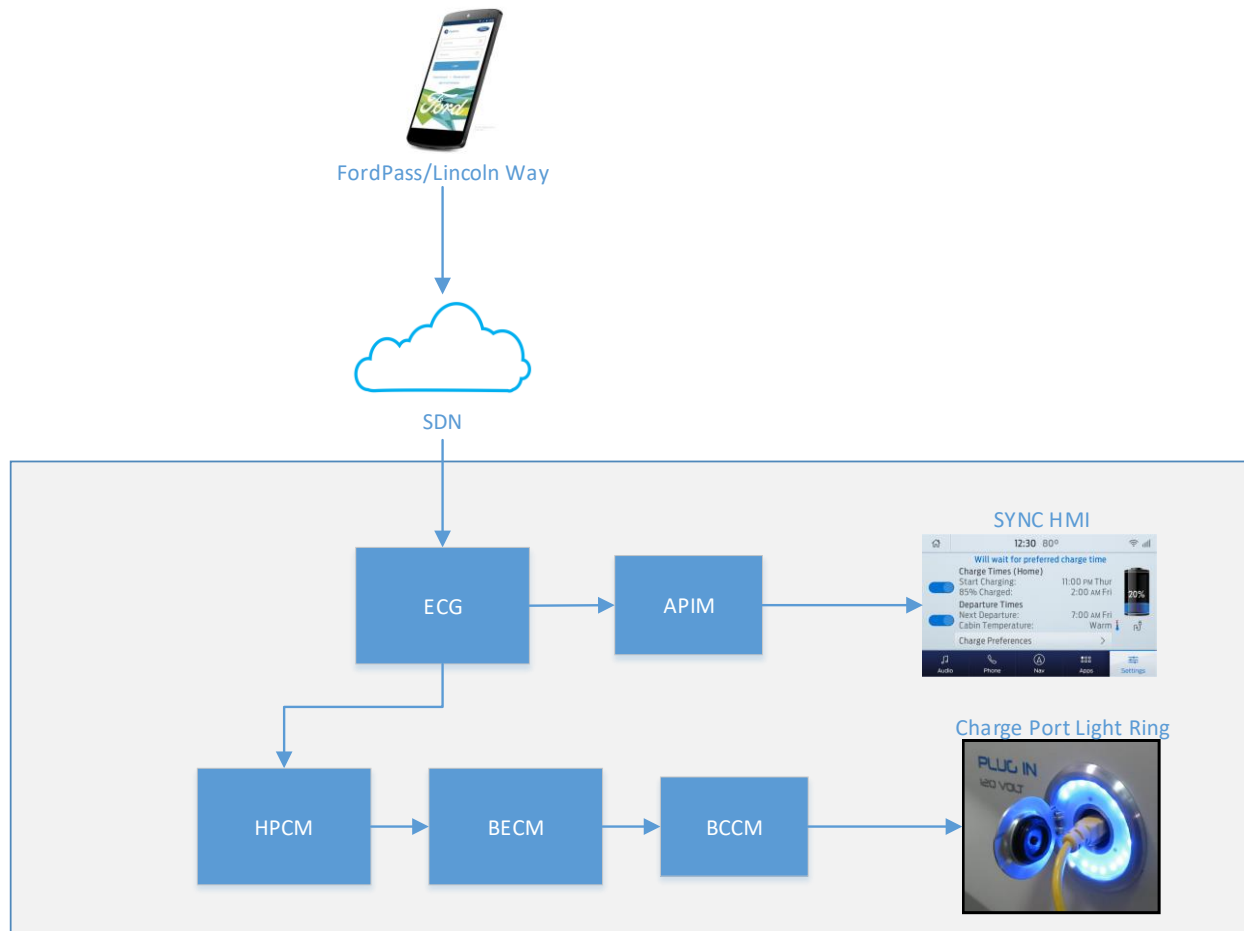 Ford
FordPass/Lincoln Way
SDN
SYNC HMI
12:30 80°
Will wait for preferred charge time
Charge Times (Home)
Start Charging: 11:00 PM Thur
85% Charged: 2:00 AM Fri
20%
Departure Times
Next Departure: 7:00 AM Fri
Cabin Temperature: Warm
Charge Preferences >
Audio Phone Nav Apps Settings
ECG
APIM
Charge Port Light Ring
PLUG IN
120 VOLT
HPCM
BECM
BCCM